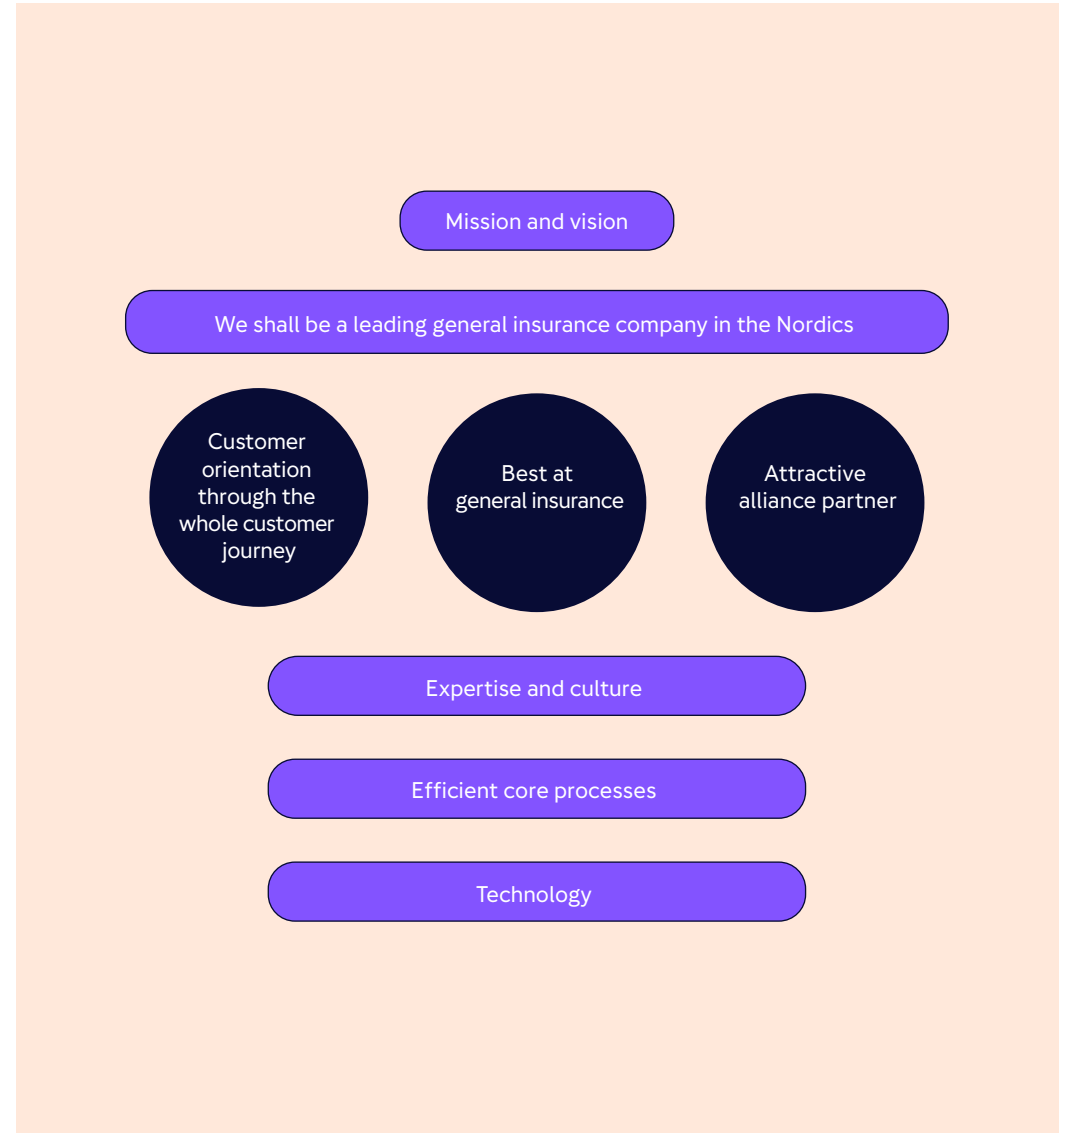 Mission and vision
We shall be a leading general insurance company in the Nordics
Customer
orientation
through the
whole customer
journey
Best at
general insurance
Attractive
alliance partner
Expertise and culture
Efficient core processes
Technology